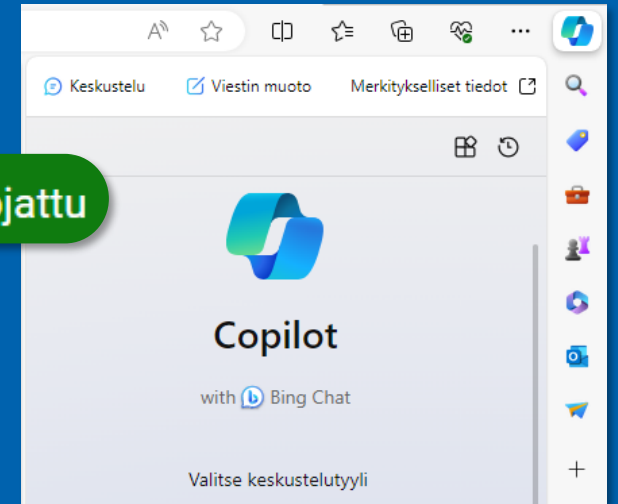 Keskustelu Viestin muoto Merkitykselliset tiedot
jattu
Copilot
with Bing Chat
Valitse keskustelutyyli